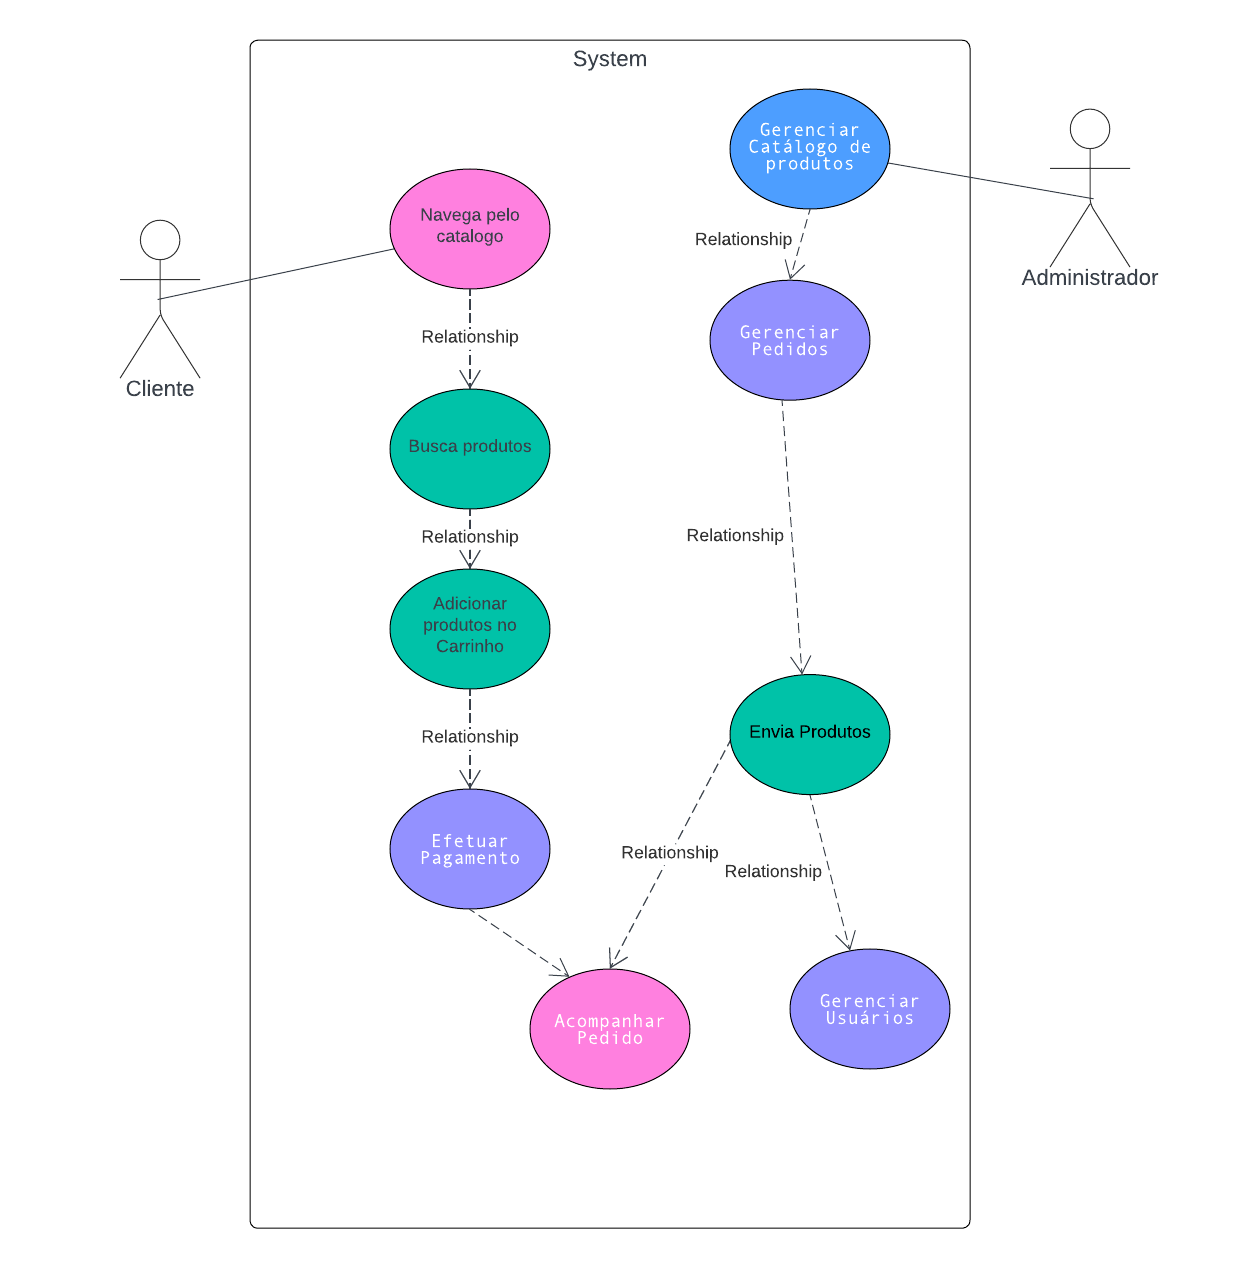 System
Gerenciar
Catálogo de
produtos
Navega pelo
catalogo
Relationship
Administrador
Gerenciar
Pedidos
Relationship
Cliente
Busca produtos
Relationship
Relationship
Adicionar
produtos no
Carrinho
Relationship
Envia Produtos
Efetuar
Pagamento
Relationship
Relationship
Acompanhar
Pedido
Gerenciar
Usuários